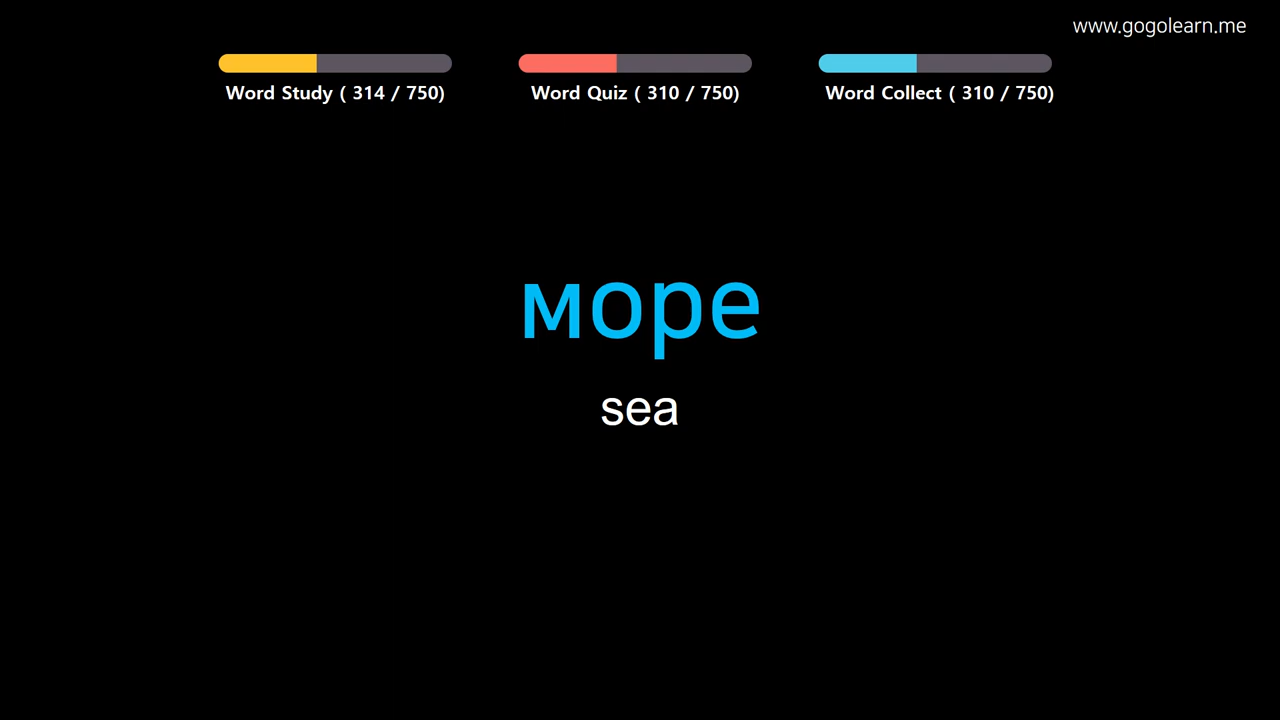 www.gogolearn.me
Word Study ( 314 / 750)
Word Quiz ( 310 / 750)
Word Collect ( 310 / 750)
море
sea